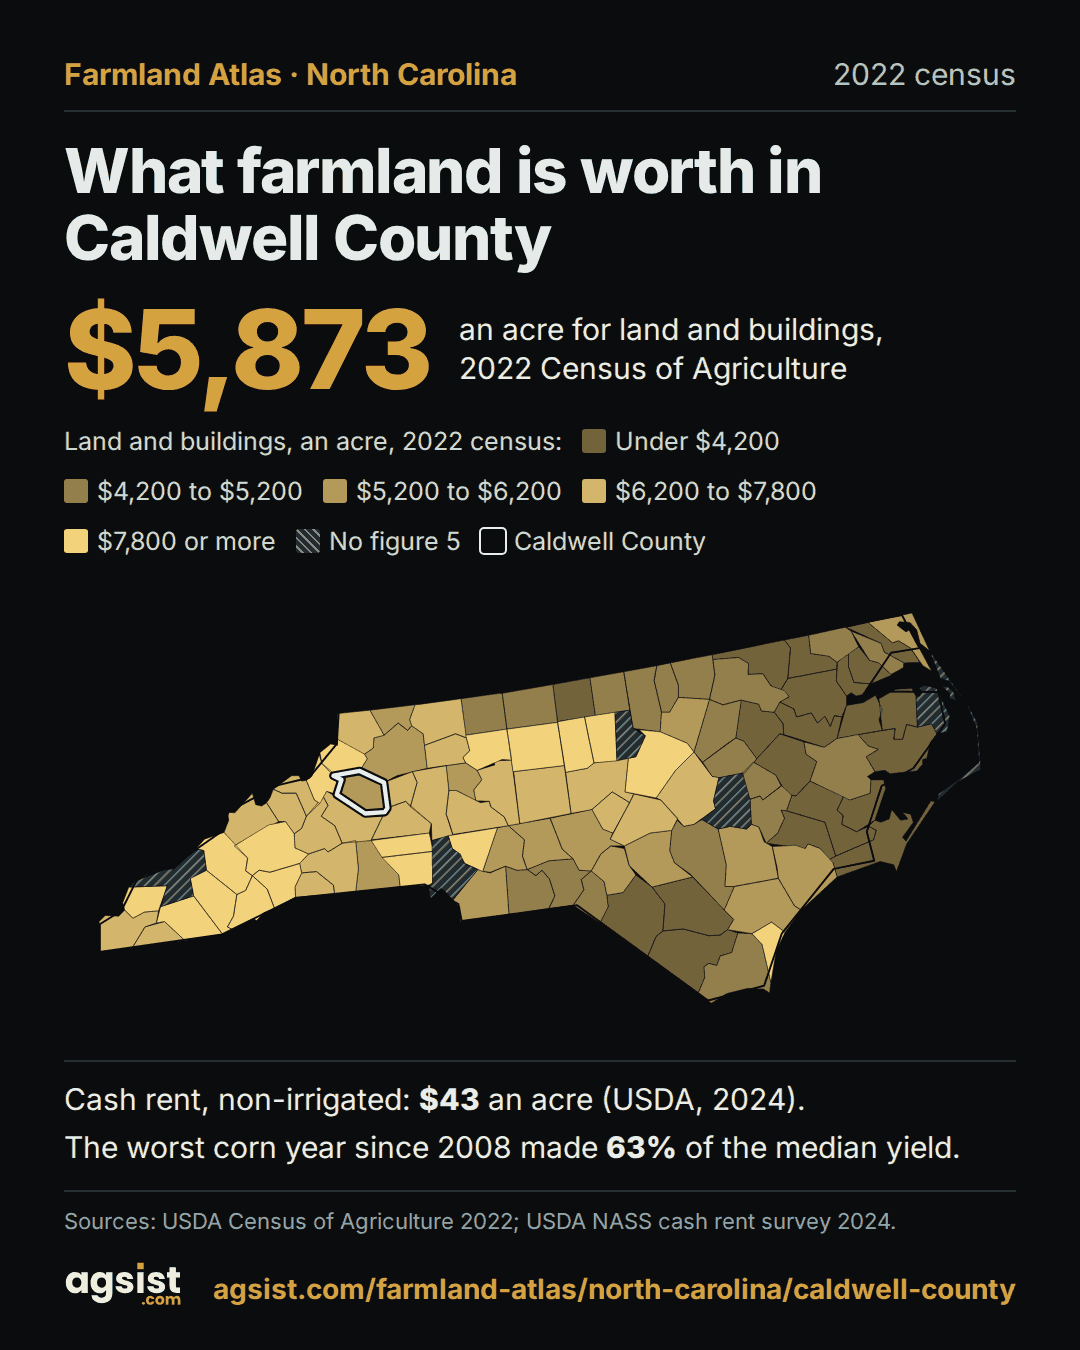 Farmland Atlas · North Carolina
2022 census
What farmland is worth in
Caldwell County
$5,873
an acre for land and buildings,
2022 Census of Agriculture
Land and buildings, an acre, 2022 census: Under $4,200
$4,200 to $5,200 $5,200 to $6,200 $6,200 to $7,800
$7,800 or more No figure 5 Caldwell County
Cash rent, non-irrigated: $43 an acre (USDA, 2024).
The worst corn year since 2008 made 63% of the median yield.
Sources: USDA Census of Agriculture 2022; USDA NASS cash rent survey 2024.
agsist
.com
agsist.com/farmland-atlas/north-carolina/caldwell-county